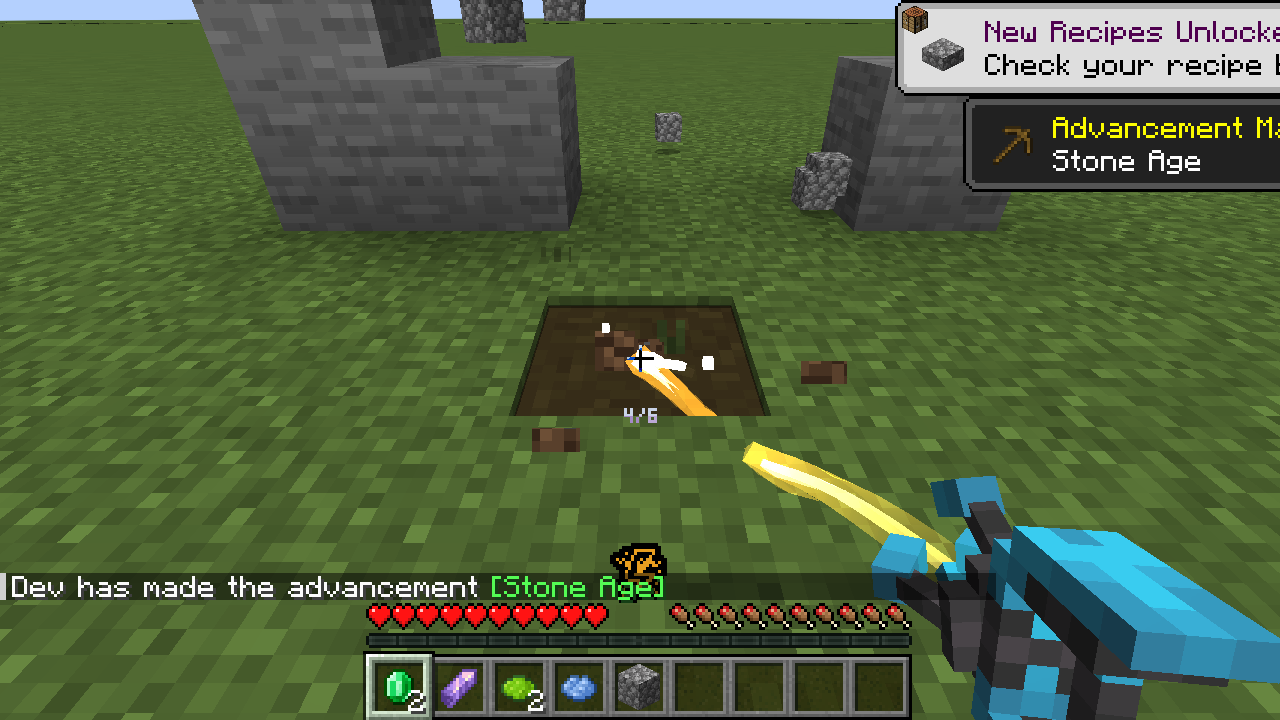 New Recipes Unlocke
Check your recipe b
Advancement Ma
Stone Age
4/6
Dev has made the advancement [Stone Age]
2
2